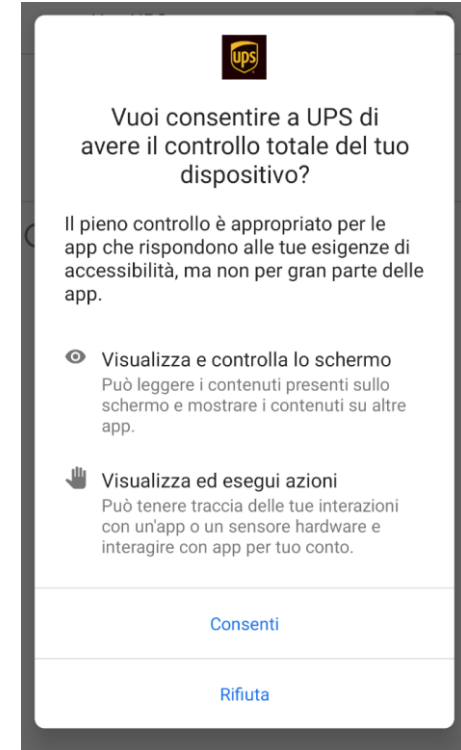 ups
Vuoi consentire a UPS di
avere il controllo totale del tuo
dispositivo?
Il pieno controllo è appropriato per le
app che rispondono alle tue esigenze di
accessibilità, ma non per gran parte delle
app.
Visualizza e controlla lo schermo
Può leggere i contenuti presenti sullo
schermo e mostrare i contenuti su altre
app.
Visualizza ed esegui azioni
Può tenere traccia delle tue interazioni
con un'app o un sensore hardware e
interagire con app per tuo conto.
Consenti
Rifiuta